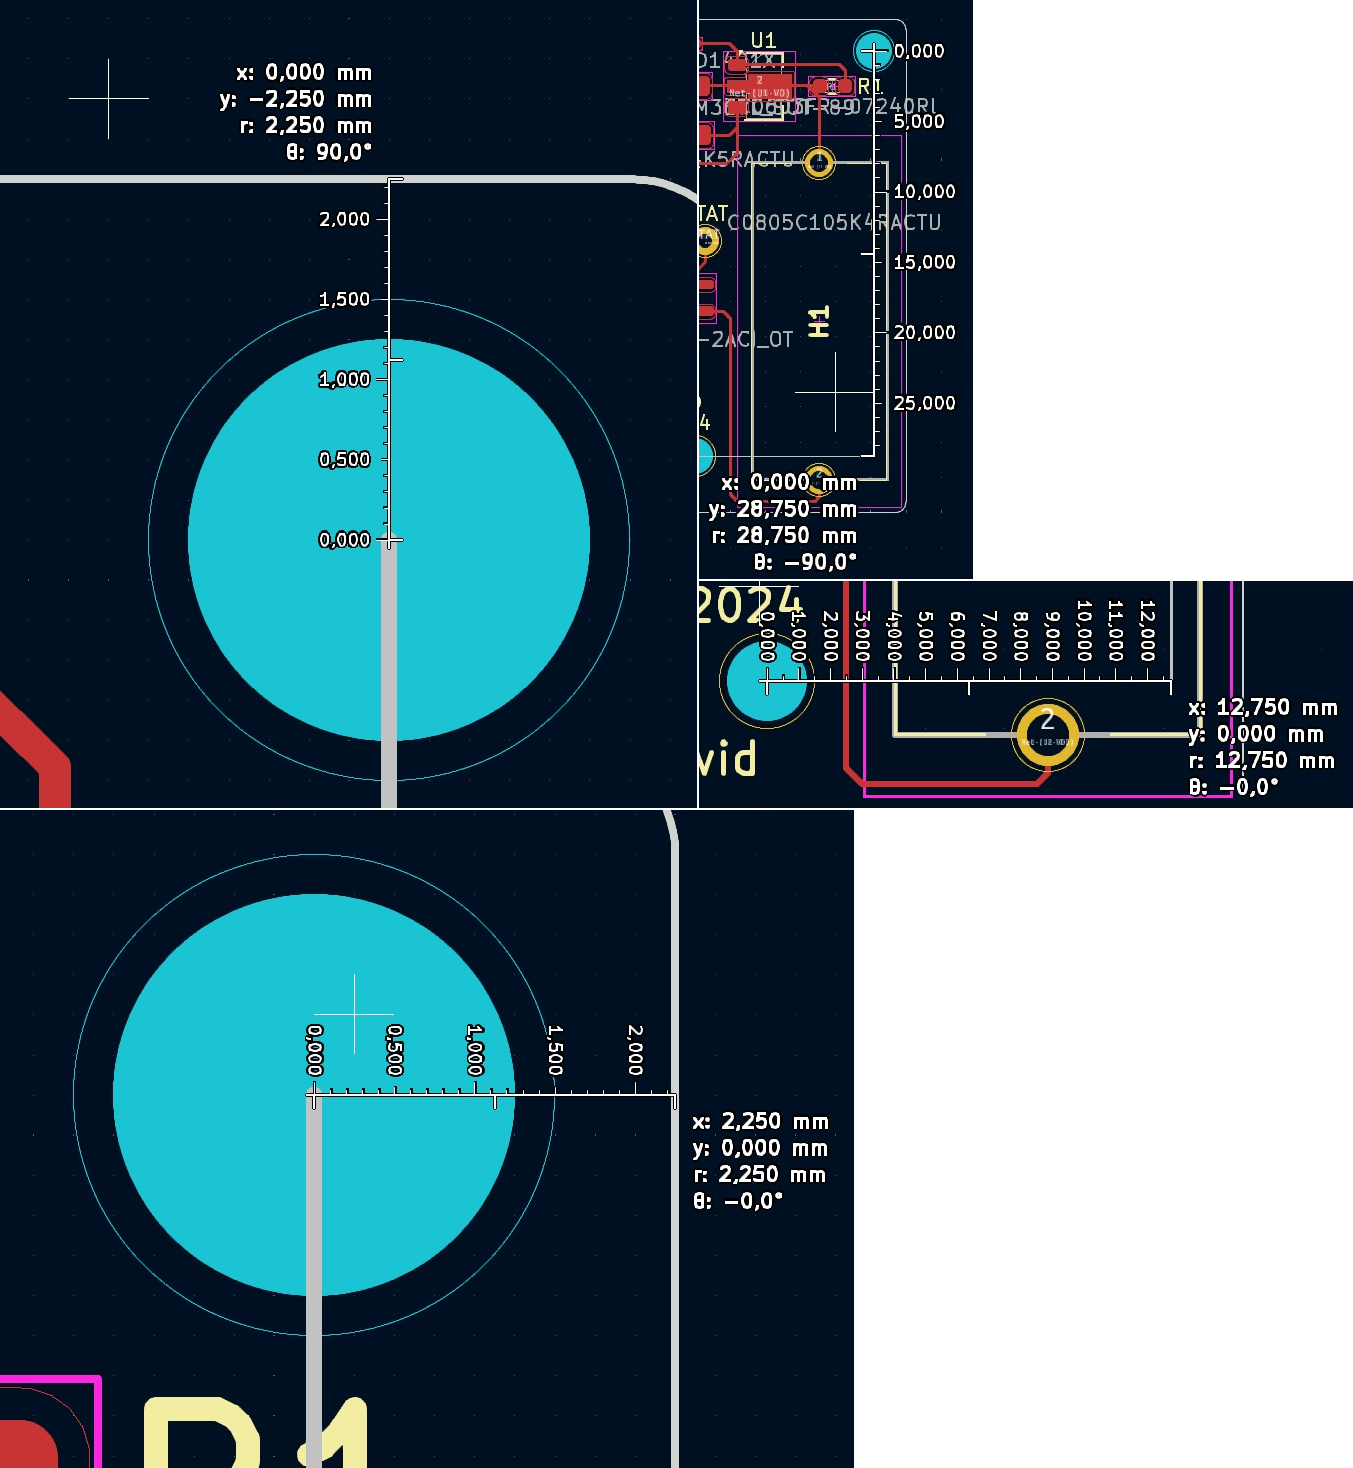 x: 0,000 mm
y: −2,250 mm
r: 2,250 mm
θ: 90,0°
2,000
1,500
1,000
0,500
0,000
U1
0,000
2
Net-(U1-VO)
R1
5,000
1
K5RACTU
10,000
TAT
C0805C105K4RACTU
15,000
H1
20,000
-2ACJ_OT
25,000
4
2
x: 0,000 mm
y: 28,750 mm
r: 28,750 mm
θ: −90,0°
2024
0,000
1,000
2,000
3,000
4,000
5,000
6,000
7,000
8,000
9,000
10,000
11,000
12,000
2
x: 12,750 mm
y: 0,000 mm
r: 12,750 mm
θ: −0,0°
vid
0,000
0,500
1,000
1,500
2,000
x: 2,250 mm
y: 0,000 mm
r: 2,250 mm
θ: −0,0°
R1